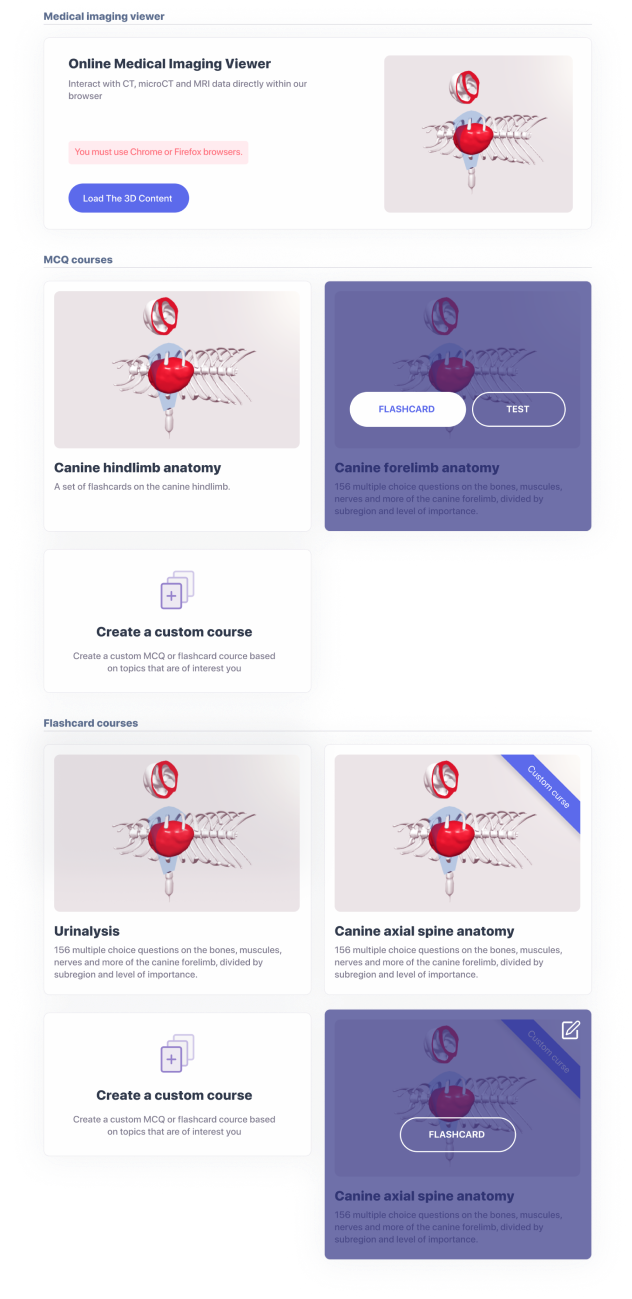 Medical imaging viewer
Online Medical Imaging Viewer
Interact with CT, microCT and MRI data directly within our
browser
You must use Chrome or Firefox browsers.
Load The 3D Content
MCQ courses
Canine hindlimb anatomy
A set of flashcards on the canine hindlimb.
FLASHCARD
TEST
Canine forelimb anatomy
156 multiple choice questions on the bones, muscles,
nerves and more of the canine forelimb, divided by
subregion and level of importance.
Create a custom course
Create a custom MCQ or flashcard cource based
on topics that are of interest you
Flashcard courses
Urinalysis
156 multiple choice questions on the bones, muscles,
nerves and more of the canine forelimb, divided by
subregion and level of importance.
Custom curse
Canine axial spine anatomy
156 multiple choice questions on the bones, muscles,
nerves and more of the canine forelimb, divided by
subregion and level of importance.
Create a custom course
Create a custom MCQ or flashcard cource based
on topics that are of interest you
Custom curse
FLASHCARD
Canine axial spine anatomy
156 multiple choice questions on the bones, muscles,
nerves and more of the canine forelimb, divided by
subregion and level of importance.